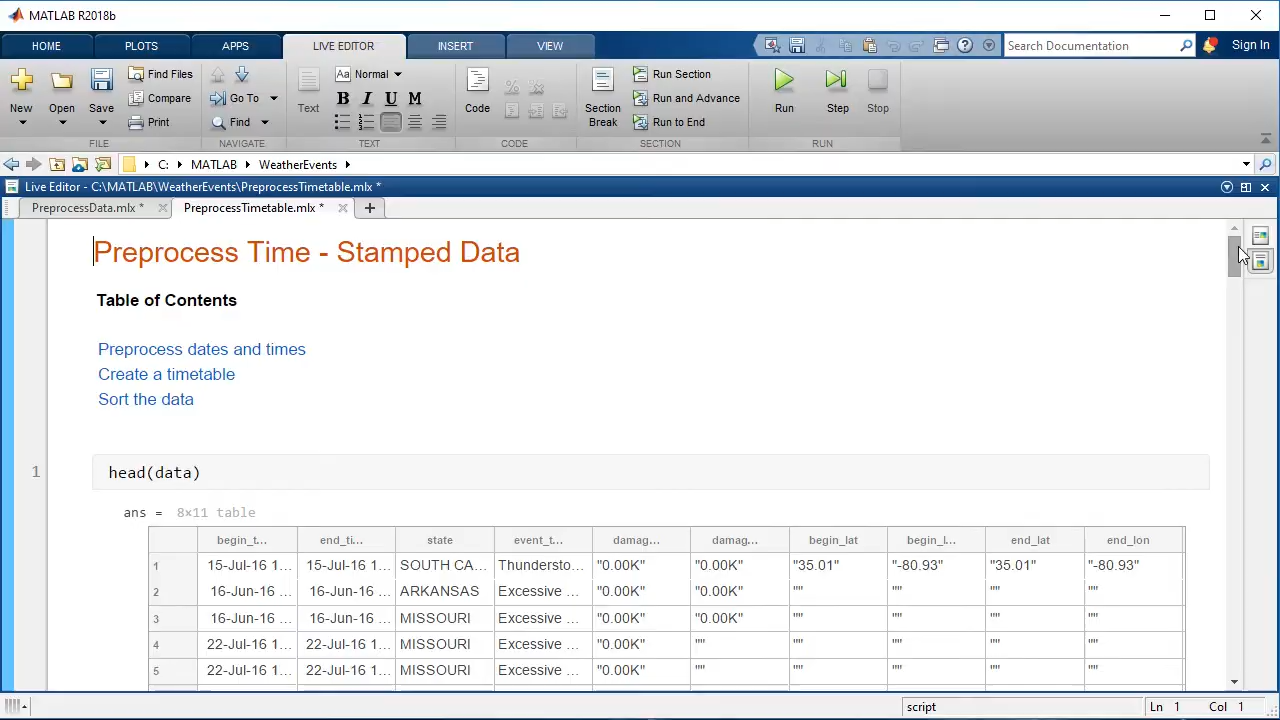 MATLAB R2018b
HOME PLOTS APPS LIVE EDITOR INSERT VIEW Search Documentation Sign In
New Open Save Find Files Compare Print
FILE
Go To Find
NAVIGATE
Text Aa Normal B I U M
TEXT
Code
CODE
Section Break Run Section Run and Advance Run to End
SECTION
Run Step Stop
RUN
C: MATLAB WeatherEvents
Live Editor - C:\MATLAB\WeatherEvents\PreprocessTimetable.mlx *
PreprocessData.mlx * PreprocessTimetable.mlx *
Preprocess Time - Stamped Data
Table of Contents
Preprocess dates and times
Create a timetable
Sort the data
1 head(data)
ans = 8×11 table
begin_t... end_ti... state event_t... damag... damag... begin_lat begin_l... end_lat end_lon
1 15-Jul-16 1... 15-Jul-16 1... SOUTH CA... Thundersto... "0.00K" "0.00K" "35.01" "-80.93" "35.01" "-80.93"
2 16-Jun-16 ... 16-Jun-16 ... ARKANSAS Excessive ... "0.00K" "0.00K" "" "" "" ""
3 16-Jun-16 ... 16-Jun-16 ... MISSOURI Excessive ... "0.00K" "0.00K" "" "" "" ""
4 22-Jul-16 1... 22-Jul-16 1... MISSOURI Excessive ... "0.00K" "" "" "" "" ""
5 22-Jul-16 1... 22-Jul-16 1... MISSOURI Excessive ... "0.00K" "" "" "" "" ""
script Ln 1 Col 1